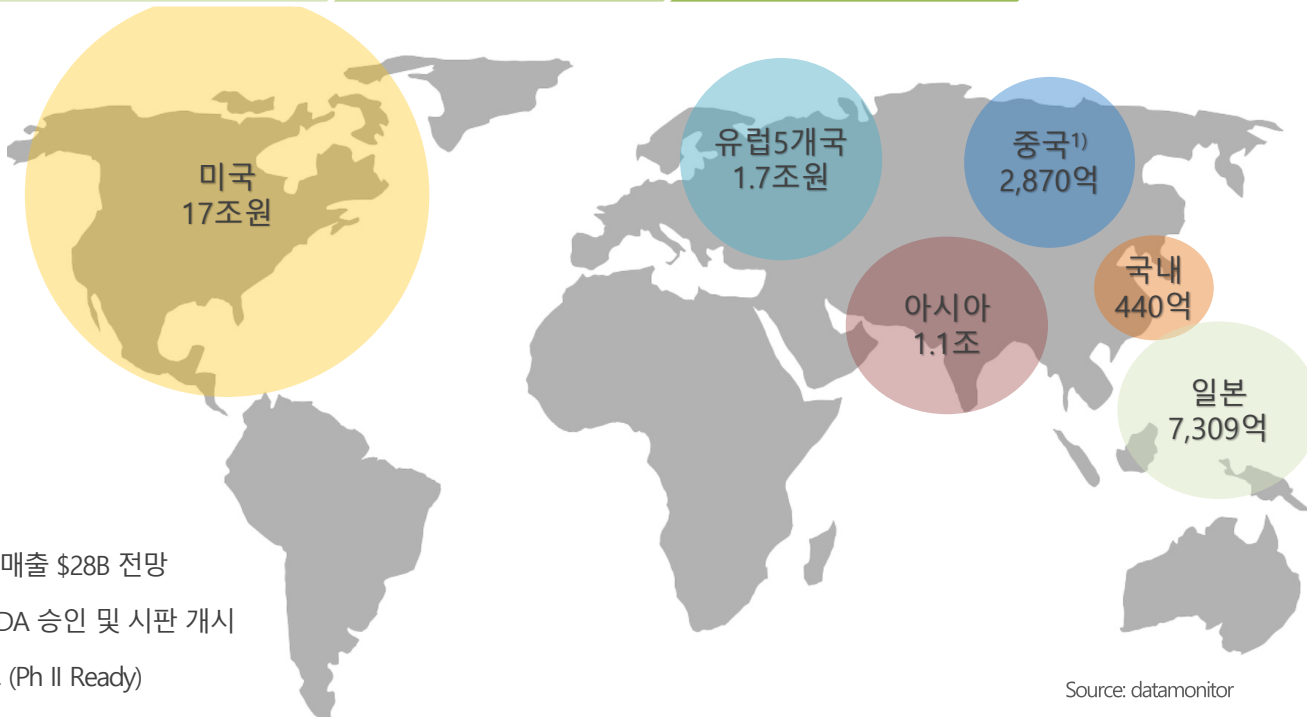 미국
17조원
유럽5개국
1.7조원
중국1)
2,870억
국내
440억
아시아
1.1조
일본
7,309억
매출 $28B 전망
DA 승인 및 시판 개시
(Ph II Ready)
Source: datamonitor